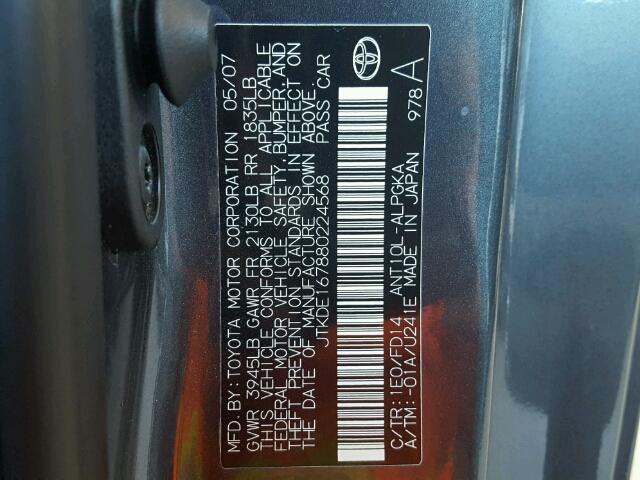 MFD.BY:TOYOTA MOTOR CORPORATION 05/07
GVWR 3945LB GAWR FR 2130LB RR 1835LB
THIS VEHICLE CONFORMS TO ALL APPLICABLE
FEDERAL MOTOR VEHICLE SAFETY,BUMPER,AND
THEFT PREVENTION STANDARDS IN EFFECT ON
THE DATE OF MANUFACTURE SHOWN ABOVE.
JTKDE167880224568 PASS CAR
C/TR:1E0/FD14 ANT10L-ALPGKA
A/TM:-01A/U241E MADE IN JAPAN 978 A